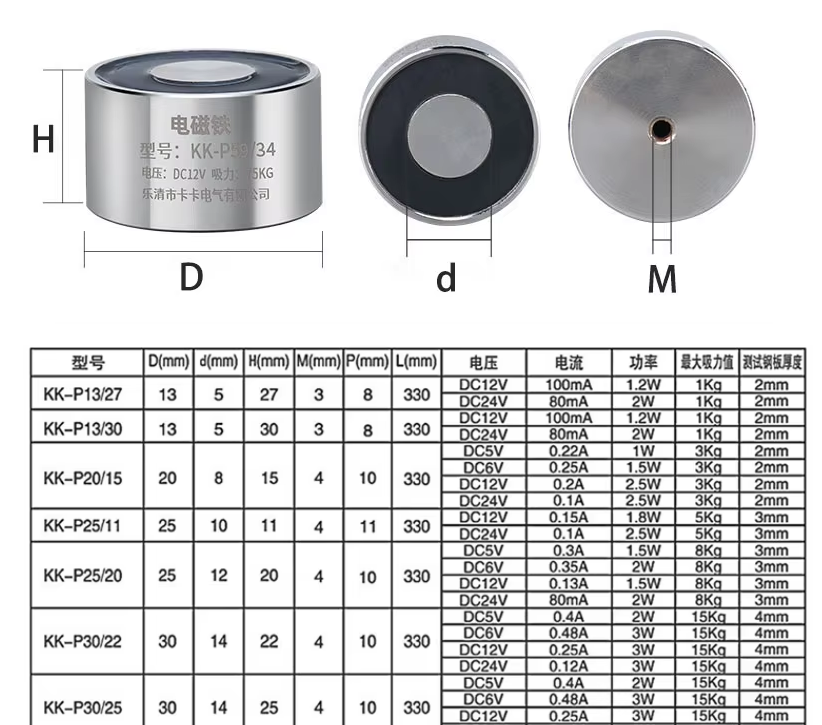 电磁铁
型号: KK-P59/34
电压: DC12V 吸力: 5KG
乐清市卡卡电气有限公司
H
D
d
M
型号 D(mm) d(mm) H(mm) M(mm) P(mm) L(mm) 电压 电流 功率 最大吸力值 测试钢板厚度
KK-P13/27 13 5 27 3 8 330 DC12V 100mA 1.2W 1Kg 2mm
DC24V 80mA 2W 1Kg 2mm
KK-P13/30 13 5 30 3 8 330 DC12V 100mA 1.2W 1Kg 2mm
DC24V 80mA 2W 1Kg 2mm
KK-P20/15 20 8 15 4 10 330 DC5V 0.22A 1W 3Kg 2mm
DC6V 0.25A 1.5W 3Kg 2mm
DC12V 0.2A 2.5W 3Kg 2mm
DC24V 0.1A 2.5W 3Kg 2mm
KK-P25/11 25 10 11 4 11 330 DC12V 0.15A 1.8W 5Kg 3mm
DC24V 0.1A 2.5W 5Kg 3mm
KK-P25/20 25 12 20 4 10 330 DC5V 0.3A 1.5W 8Kg 3mm
DC6V 0.35A 2W 8Kg 3mm
DC12V 0.13A 1.5W 8Kg 3mm
DC24V 80mA 2W 8Kg 3mm
KK-P30/22 30 14 22 4 10 330 DC5V 0.4A 2W 15Kg 4mm
DC6V 0.48A 3W 15Kg 4mm
DC12V 0.25A 3W 15Kg 4mm
DC24V 0.12A 3W 15Kg 4mm
KK-P30/25 30 14 25 4 10 330 DC5V 0.4A 2W 15Kg 4mm
DC6V 0.48A 3W 15Kg 4mm
DC12V 0.25A 3W 15Kg 4mm